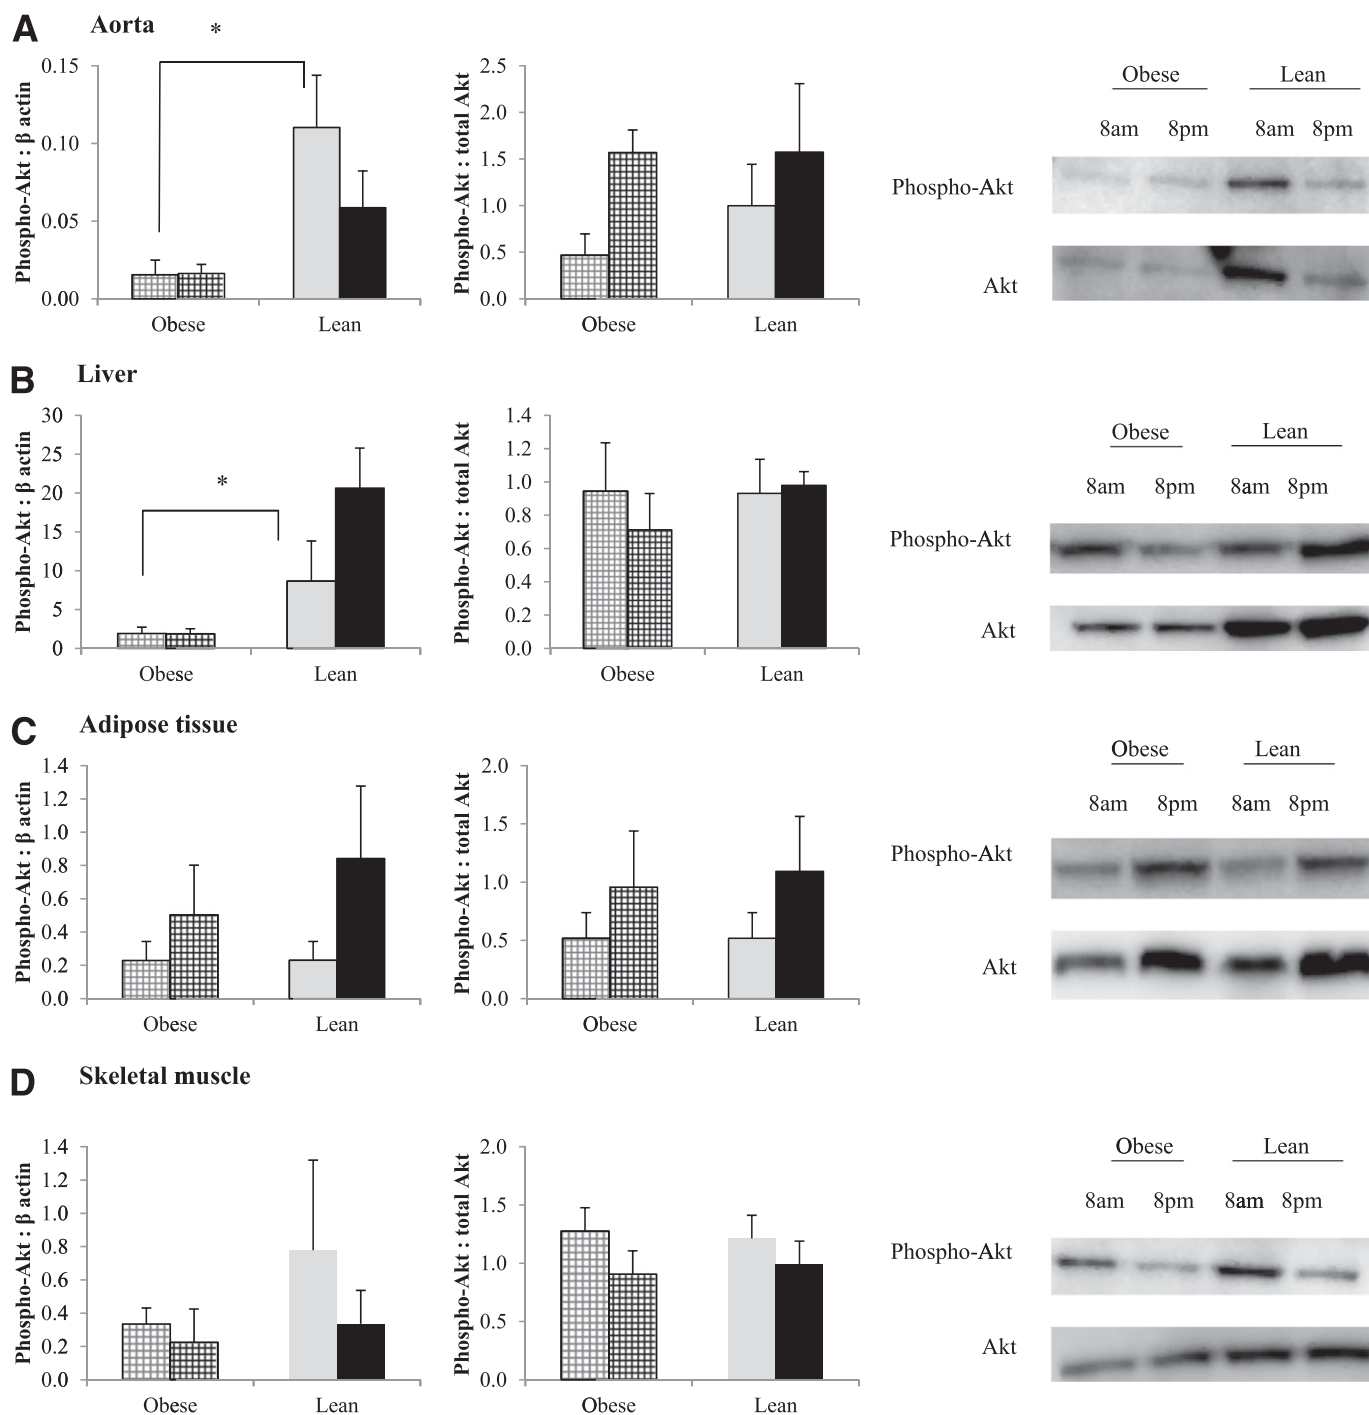 A Aorta
*
Phospho-Akt : β actin
0.15
0.10
0.05
0.00
Obese Lean
Phospho-Akt : total Akt
2.5
2.0
1.5
1.0
0.5
0.0
Obese Lean
Obese Lean
8am 8pm 8am 8pm
Phospho-Akt
Akt
B Liver
*
Phospho-Akt : β actin
30
25
20
15
10
5
0
Obese Lean
Phospho-Akt : total Akt
1.4
1.2
1.0
0.8
0.6
0.4
0.2
0.0
Obese Lean
Obese Lean
8am 8pm 8am 8pm
Phospho-Akt
Akt
C Adipose tissue
Phospho-Akt : β actin
1.4
1.2
1.0
0.8
0.6
0.4
0.2
0.0
Obese Lean
Phospho-Akt : total Akt
2.0
1.5
1.0
0.5
0.0
Obese Lean
Obese Lean
8am 8pm 8am 8pm
Phospho-Akt
Akt
D Skeletal muscle
Phospho-Akt : β actin
1.4
1.2
1.0
0.8
0.6
0.4
0.2
0.0
Obese Lean
Phospho-Akt : total Akt
2.0
1.5
1.0
0.5
0.0
Obese Lean
Obese Lean
8am 8pm 8am 8pm
Phospho-Akt
Akt